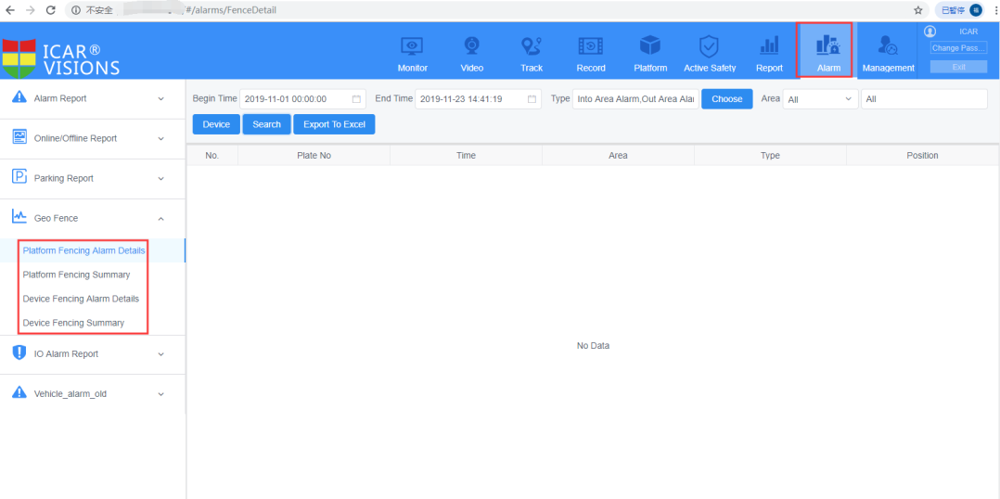 不安全
#/alarms/FenceDetail
已暂停
ICAR®
VISIONS
Monitor
Video
Track
Record
Platform
Active Safety
Report
Alarm
Management
ICAR
Change Pass...
Exit
Alarm Report
Online/Offline Report
Parking Report
Geo Fence
Platform Fencing Alarm Details
Platform Fencing Summary
Device Fencing Alarm Details
Device Fencing Summary
IO Alarm Report
Vehicle_alarm_old
Begin Time 2019-11-01 00:00:00 End Time 2019-11-23 14:41:19 Type Into Area Alarm,Out Area Alar Choose Area All All
Device Search Export To Excel
No. Plate No Time Area Type Position
No Data